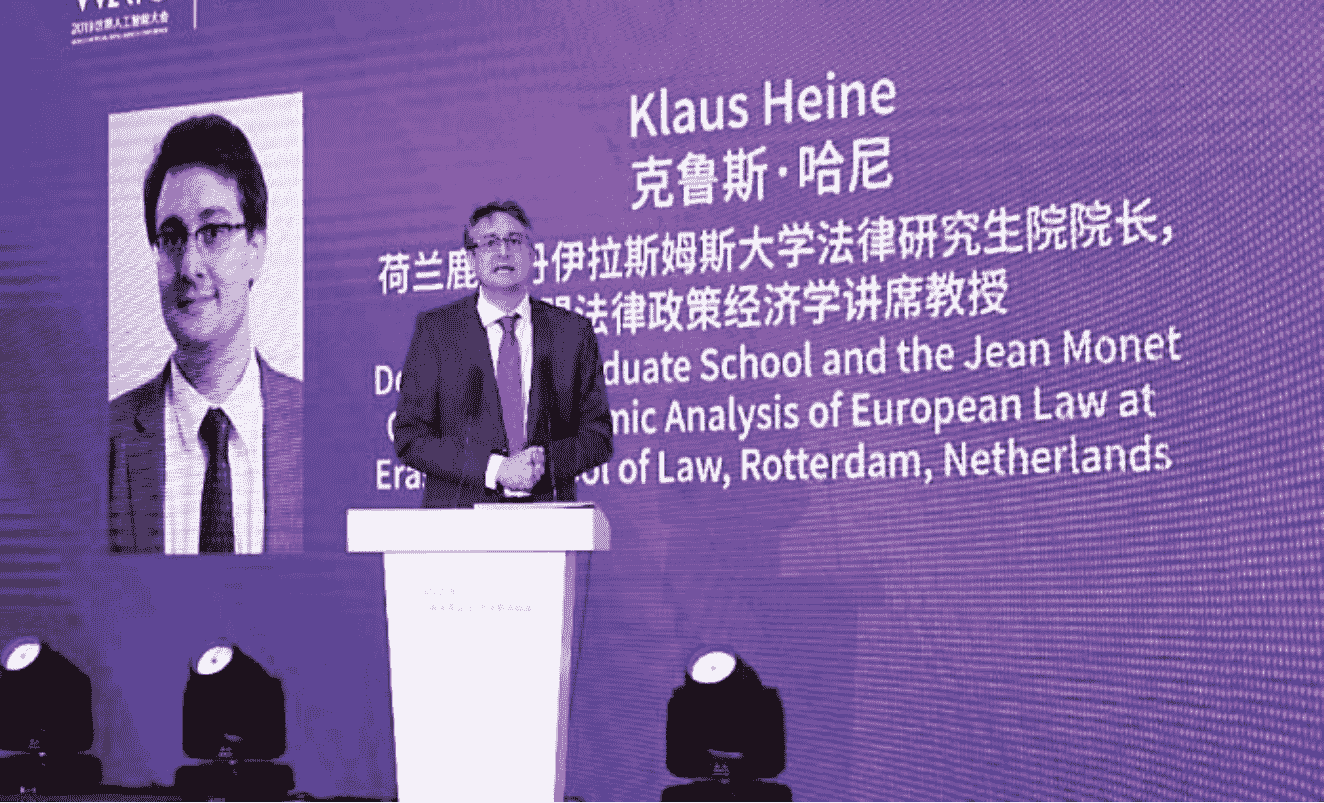 2019世界人工智能大会
Klaus Heine
克鲁斯·哈尼
荷兰鹿 丹伊拉斯姆斯大学法律研究生院院长,
法律政策经济学讲席教授
duate School and the Jean Monet
mic Analysis of European Law at
Era ol of Law, Rotterdam, Netherlands